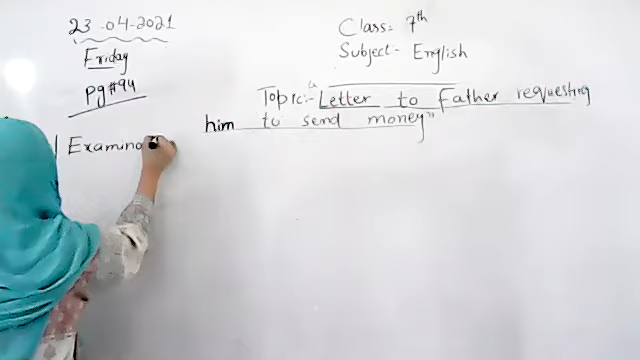 23-04-2021
Friday
Pg#94
Class: 7th
Subject- English
Topic:- "Letter to Father requesting
him to send money"
Examina